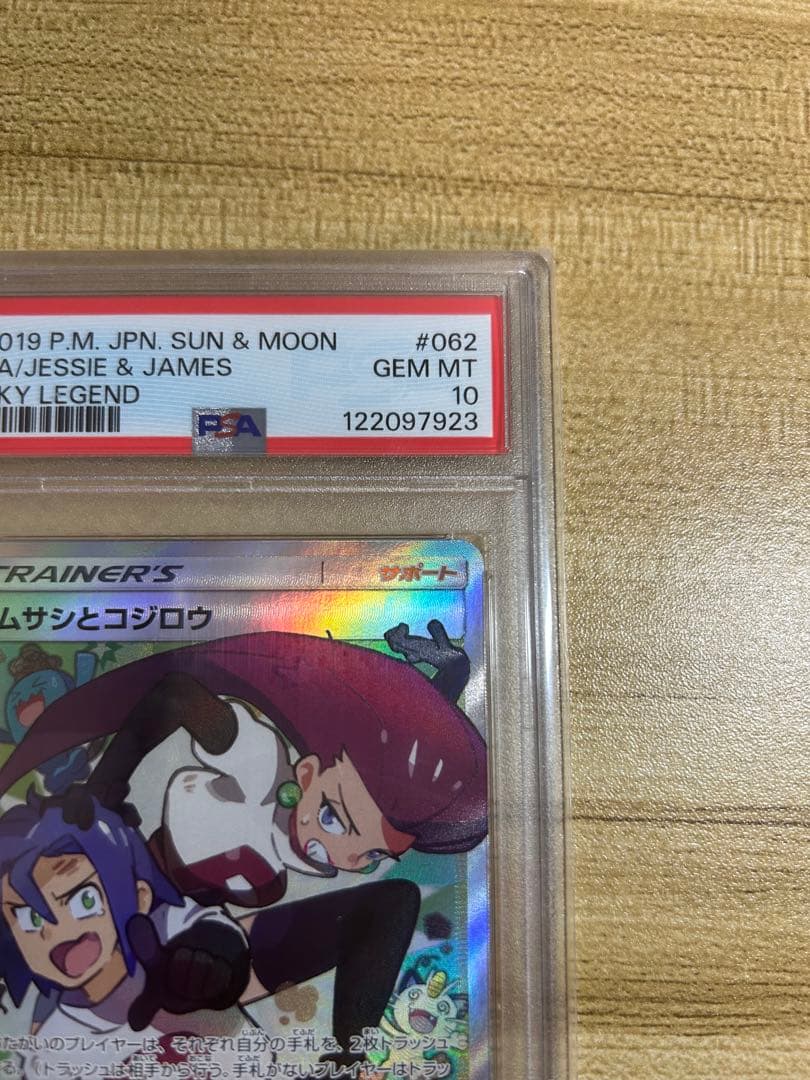 019 P.M. JPN. SUN & MOON #062
A/JESSIE & JAMES GEM MT
KY LEGEND 10
PSA 122097923
TRAINER'S サポート
ムサシとコジロウ
たがいのプレイヤーは、それぞれ自分の手札を、2枚トラッシュ
る。（トラッシュは相手から行う。手札がないプレイヤーはトラッ